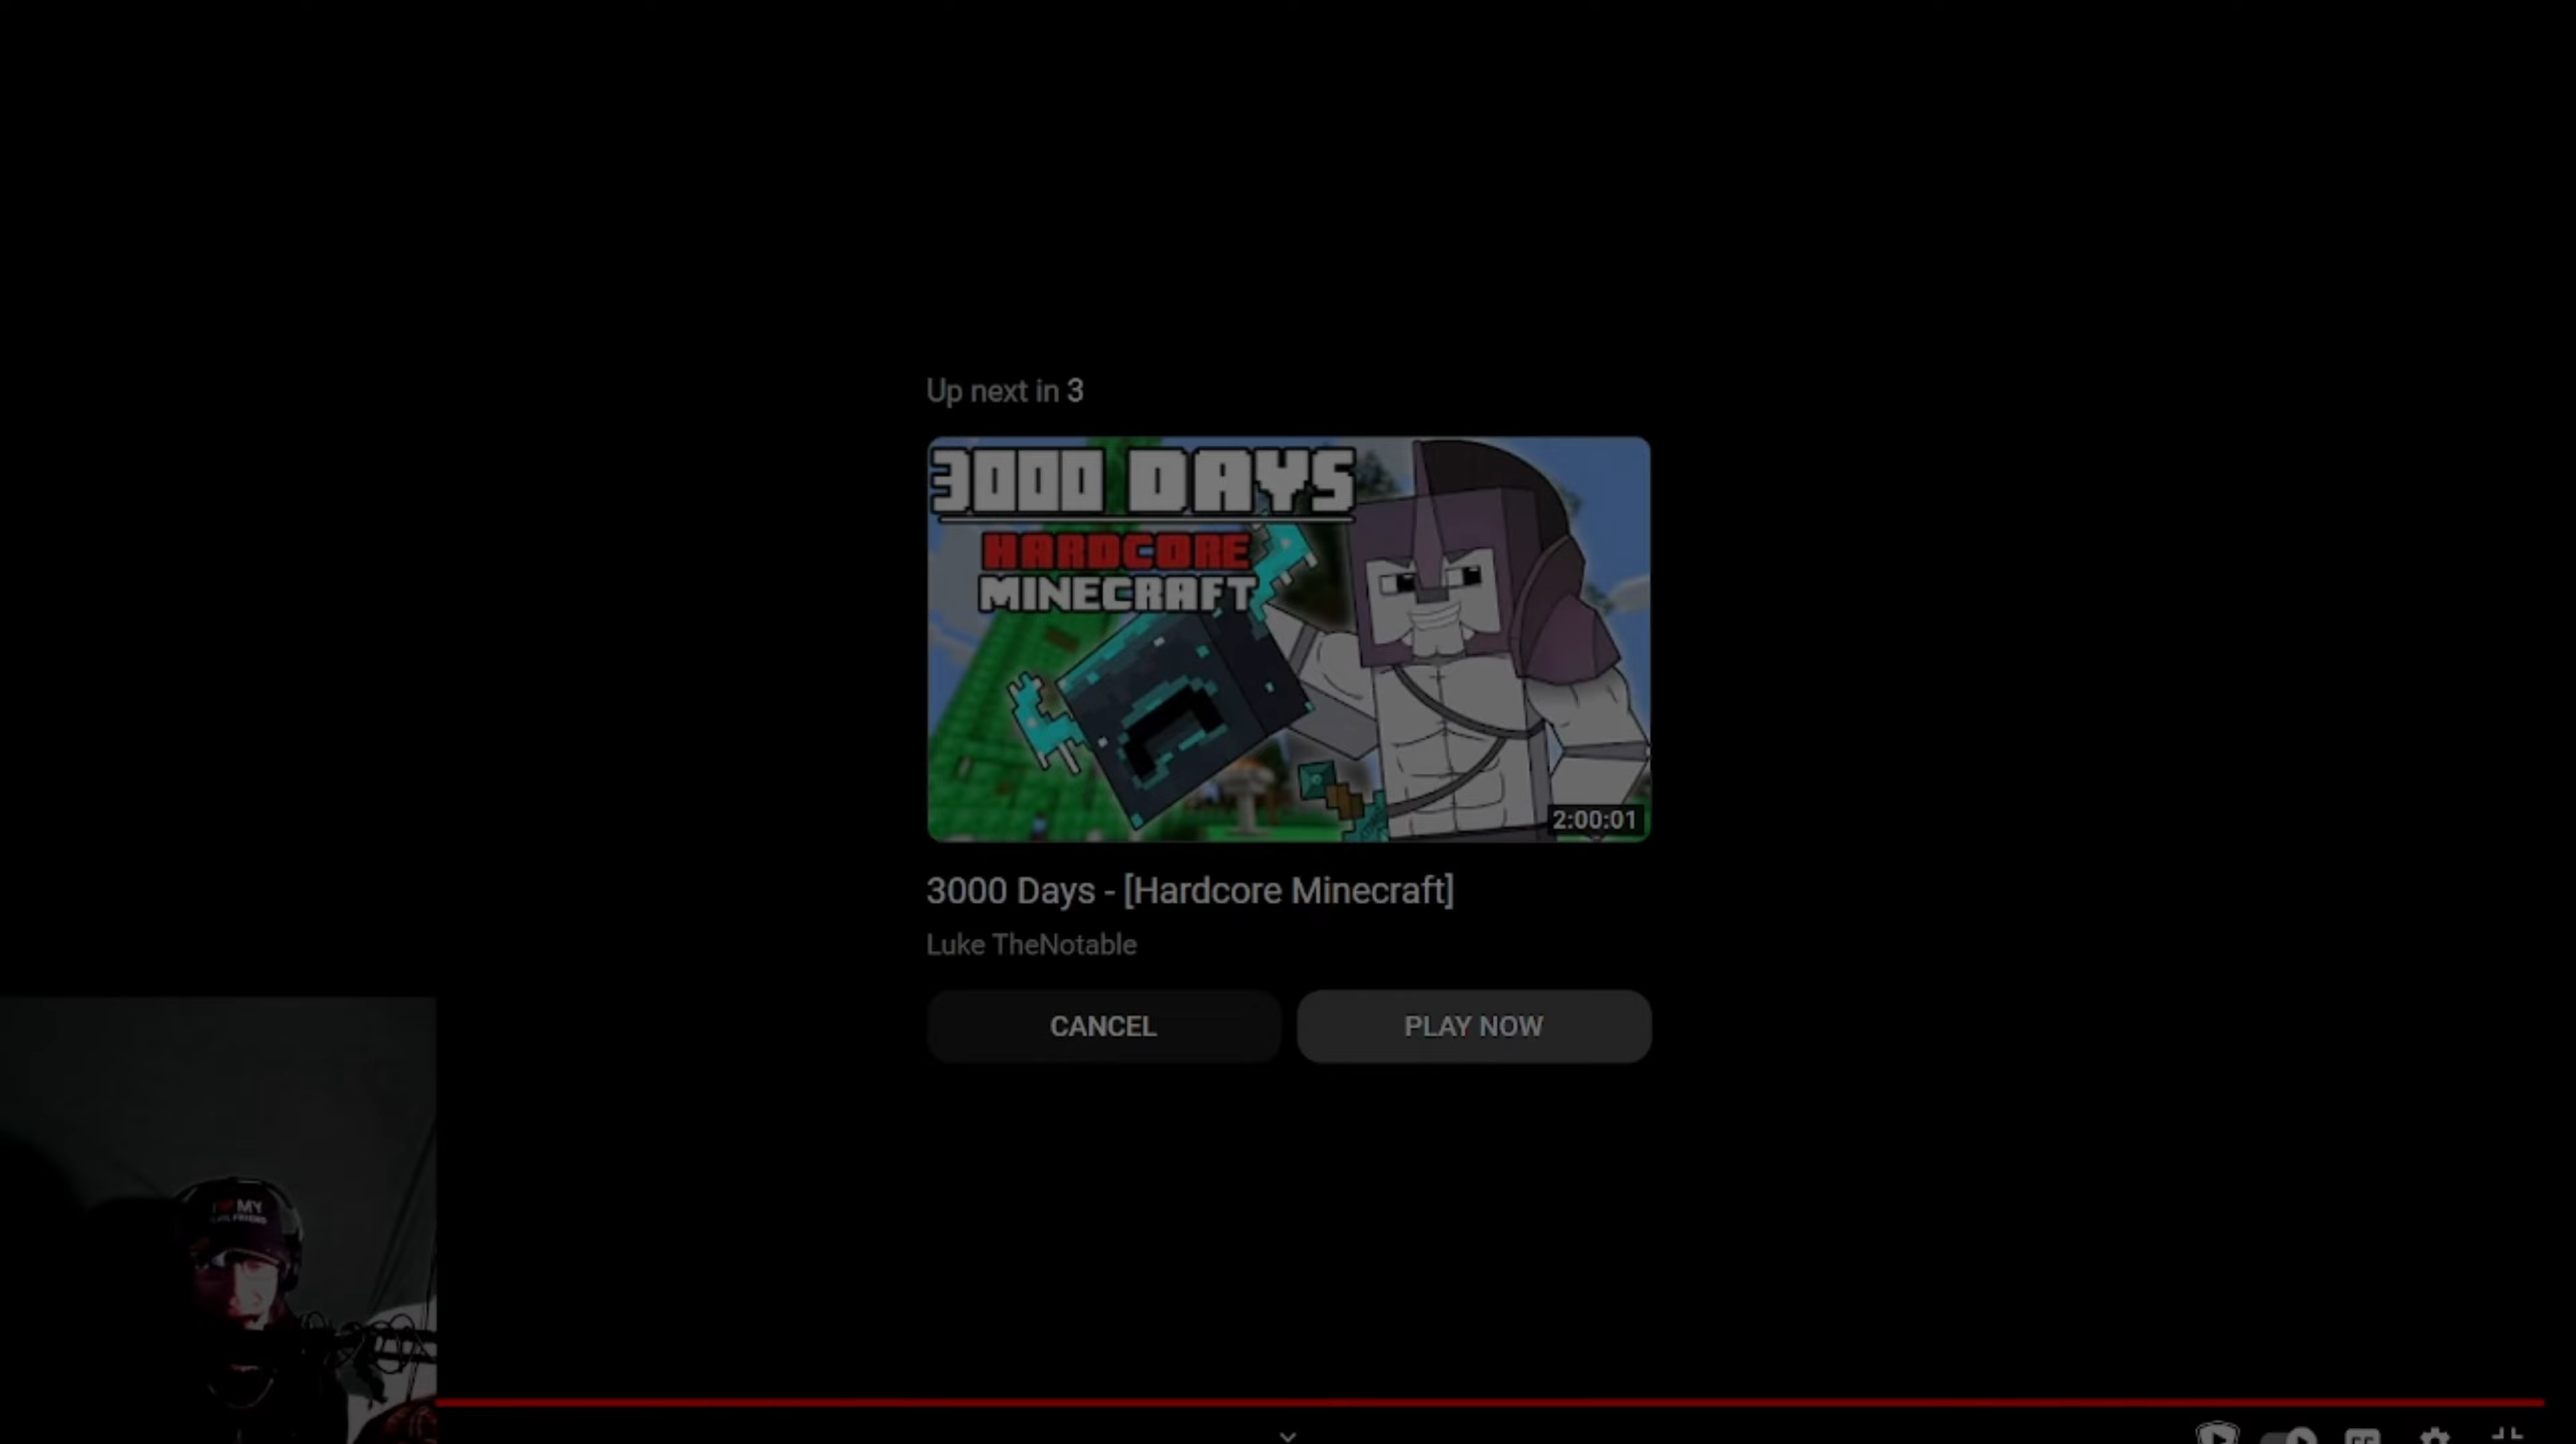 Up next in 3
3000 DAYS
HARDCORE
MINECRAFT
2:00:01
3000 Days - [Hardcore Minecraft]
Luke TheNotable
CANCEL
PLAY NOW
MY